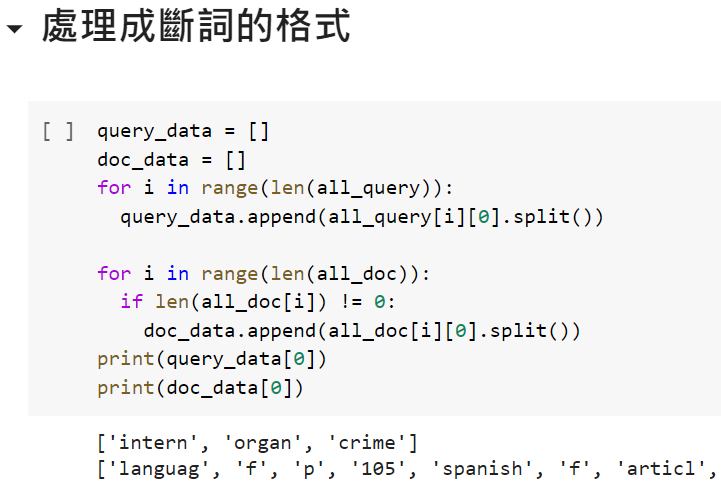 處理成斷詞的格式
[ ] query_data = []
doc_data = []
for i in range(len(all_query)):
  query_data.append(all_query[i][0].split())
for i in range(len(all_doc)):
  if len(all_doc[i]) != 0:
    doc_data.append(all_doc[i][0].split())
print(query_data[0])
print(doc_data[0])
['intern', 'organ', 'crime']
['languag', 'f', 'p', '105', 'spanish', 'f', 'articl',